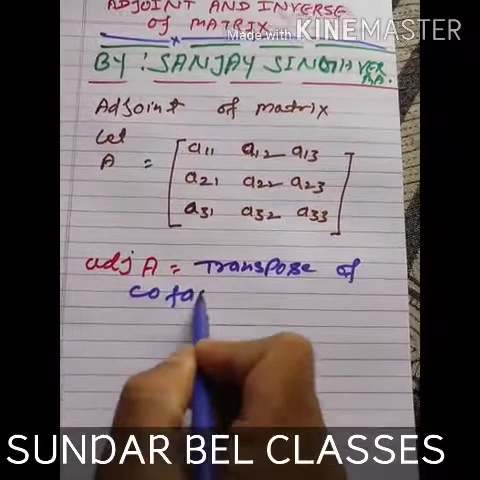 ADJOINT AND INVERSE
of MATRIX
Made with KINEMASTER
BY : SANJAY SINGH VERMA.
Adjoint of matrix
Let
A = [ a11 a12 a13
a21 a22 a23
a31 a32 a33 ]
adj A = Transpose of
cofa
SUNDAR BEL CLASSES